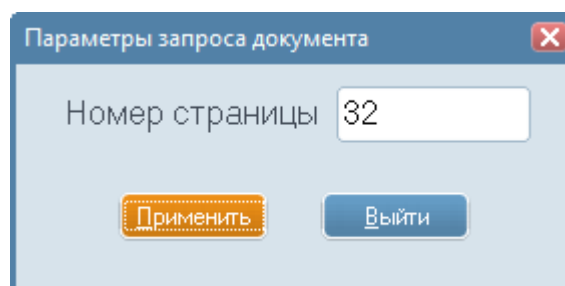 Параметры запроса документа
Номер страницы 32
Применить Выйти